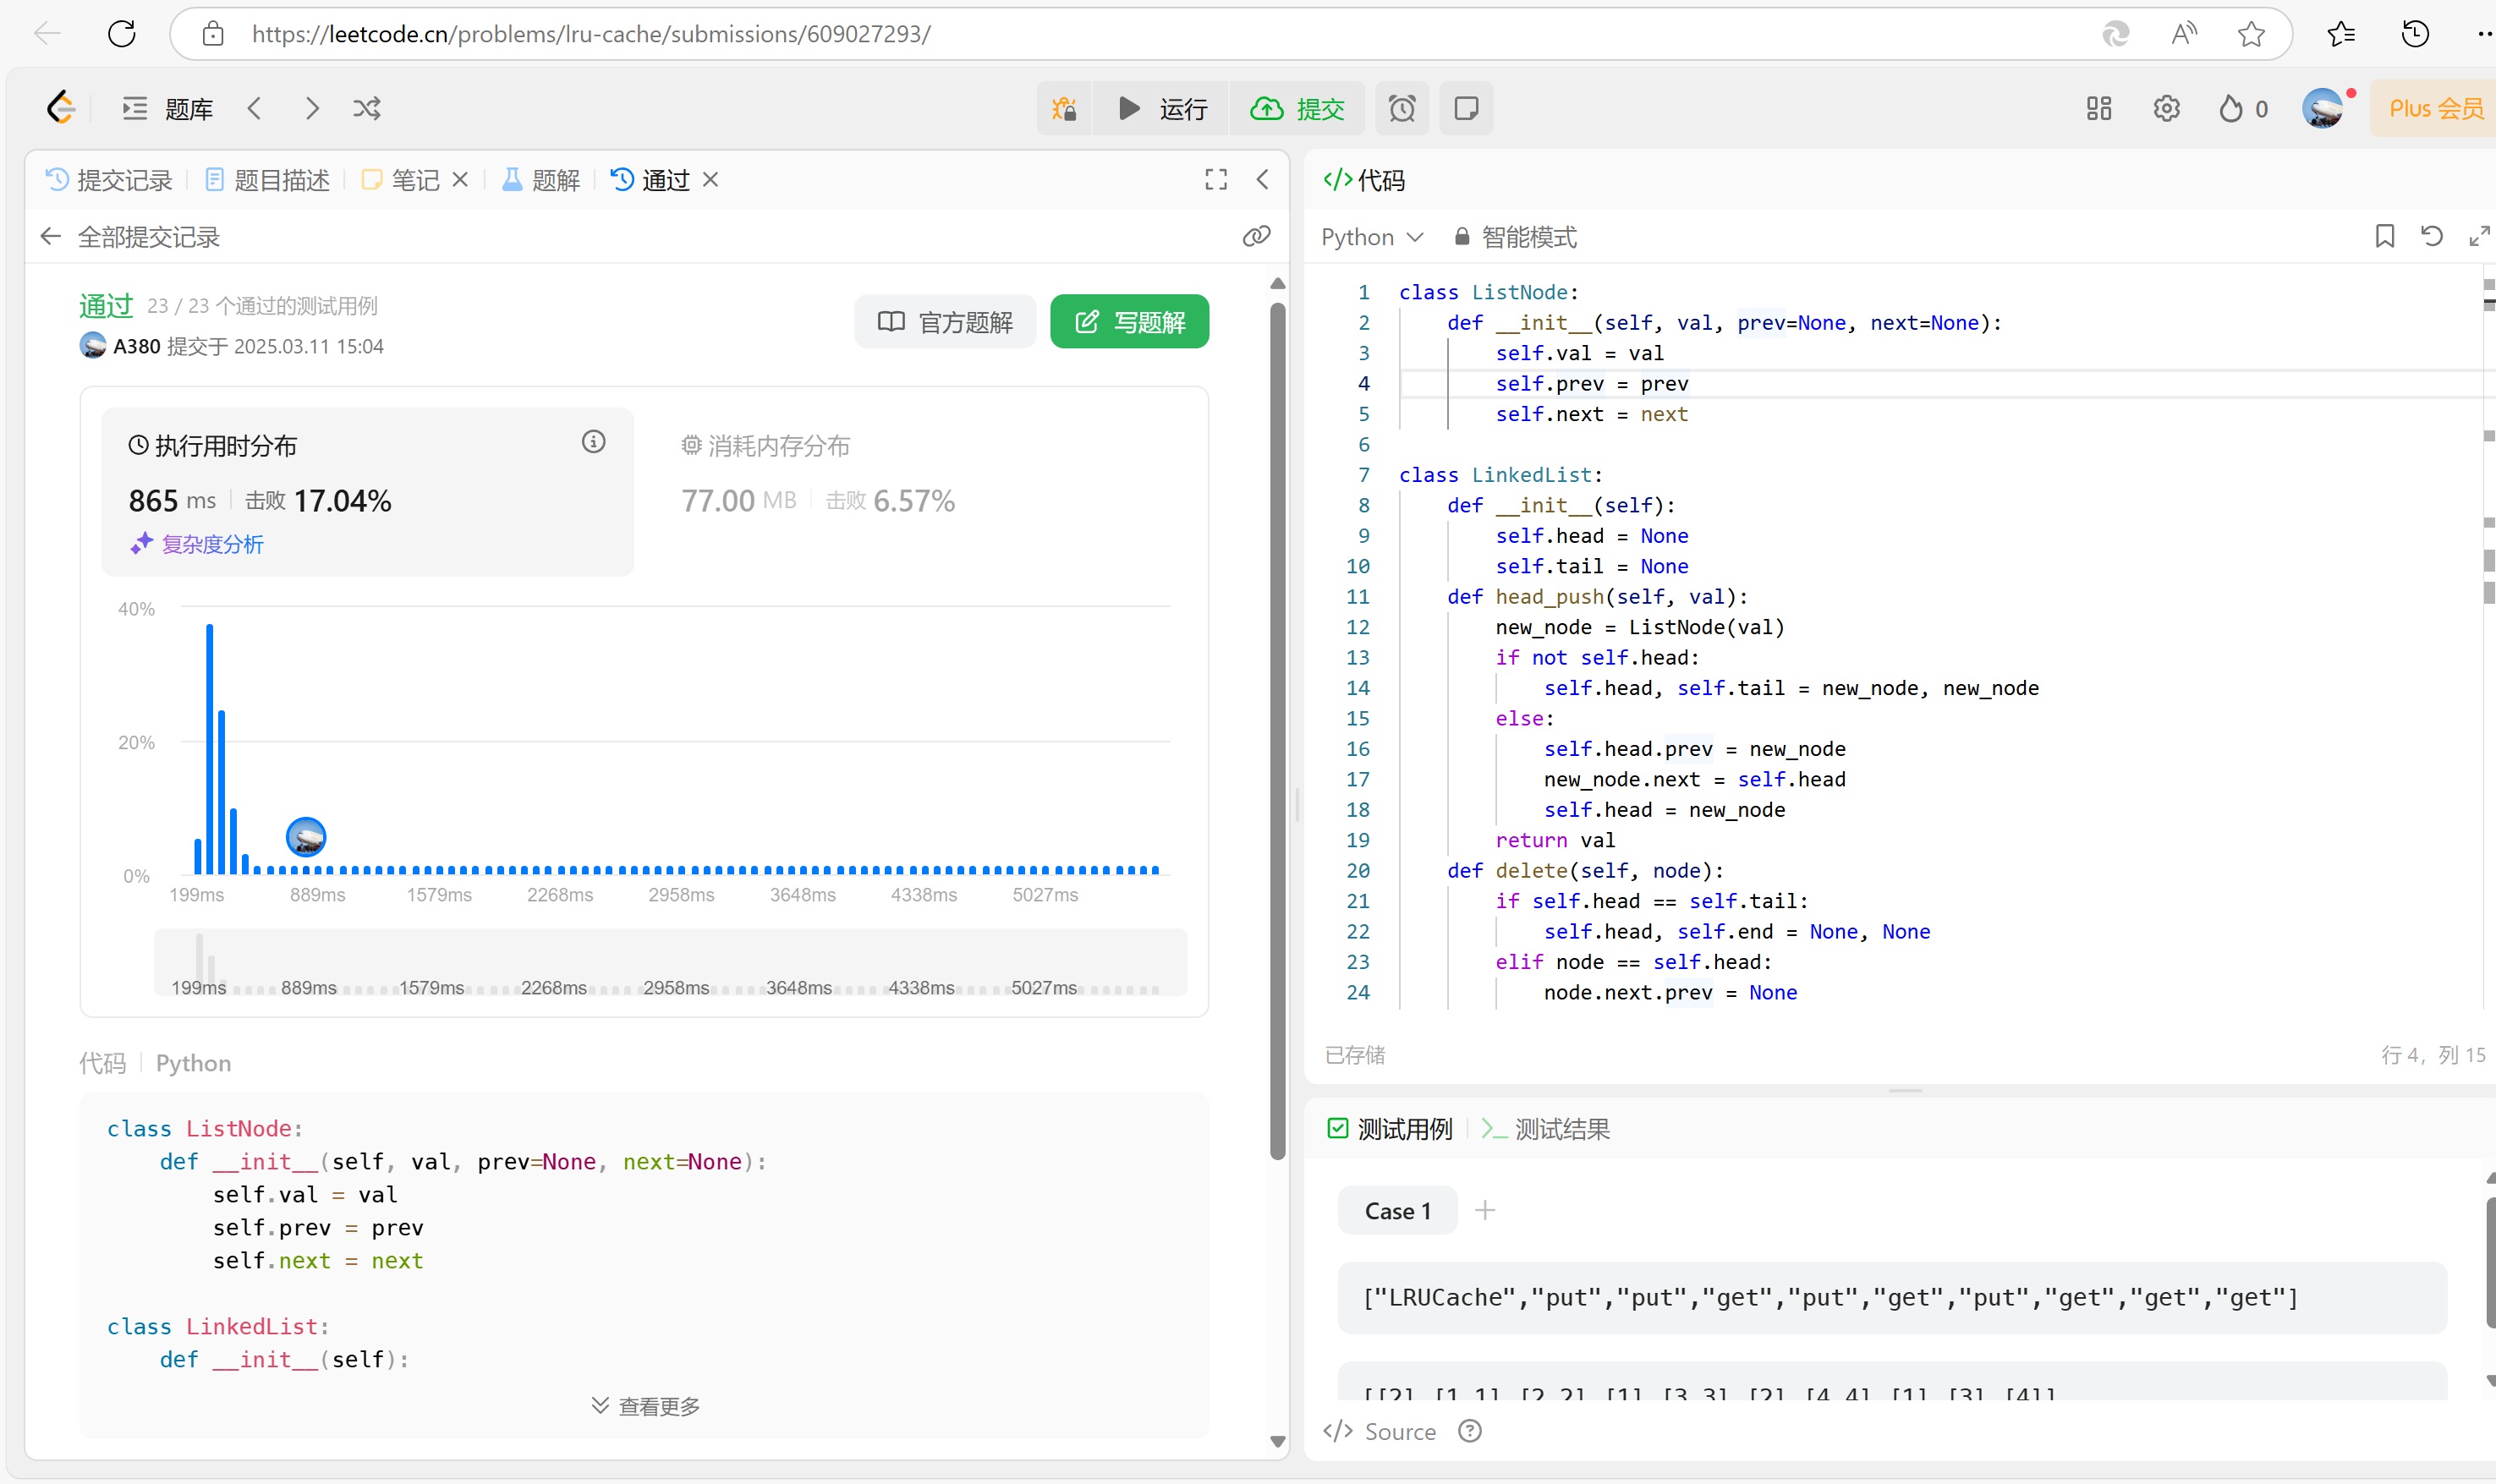 https://leetcode.cn/problems/lru-cache/submissions/609027293/
题库
运行
提交
0
Plus 会员
提交记录
题目描述
笔记
题解
通过
全部提交记录
通过 23 / 23 个通过的测试用例
A380 提交于 2025.03.11 15:04
官方题解
写题解
执行用时分布
865 ms 击败 17.04%
复杂度分析
消耗内存分布
77.00 MB 击败 6.57%
40%
20%
0%
199ms 889ms 1579ms 2268ms 2958ms 3648ms 4338ms 5027ms
199ms 889ms 1579ms 2268ms 2958ms 3648ms 4338ms 5027ms
代码 Python
class ListNode:
    def __init__(self, val, prev=None, next=None):
        self.val = val
        self.prev = prev
        self.next = next
class LinkedList:
    def __init__(self):
查看更多
代码
Python 智能模式
1 class ListNode:
2     def __init__(self, val, prev=None, next=None):
3         self.val = val
4         self.prev = prev
5         self.next = next
6
7 class LinkedList:
8     def __init__(self):
9         self.head = None
10         self.tail = None
11     def head_push(self, val):
12         new_node = ListNode(val)
13         if not self.head:
14             self.head, self.tail = new_node, new_node
15         else:
16             self.head.prev = new_node
17             new_node.next = self.head
18             self.head = new_node
19         return val
20     def delete(self, node):
21         if self.head == self.tail:
22             self.head, self.end = None, None
23         elif node == self.head:
24             node.next.prev = None
已存储
行 4, 列 15
测试用例
测试结果
Case 1
["LRUCache","put","put","get","put","get","put","get","get","get"]
[[2],[1,1],[2,2],[1],[3,3],[2],[4,4],[1],[3],[4]]
Source